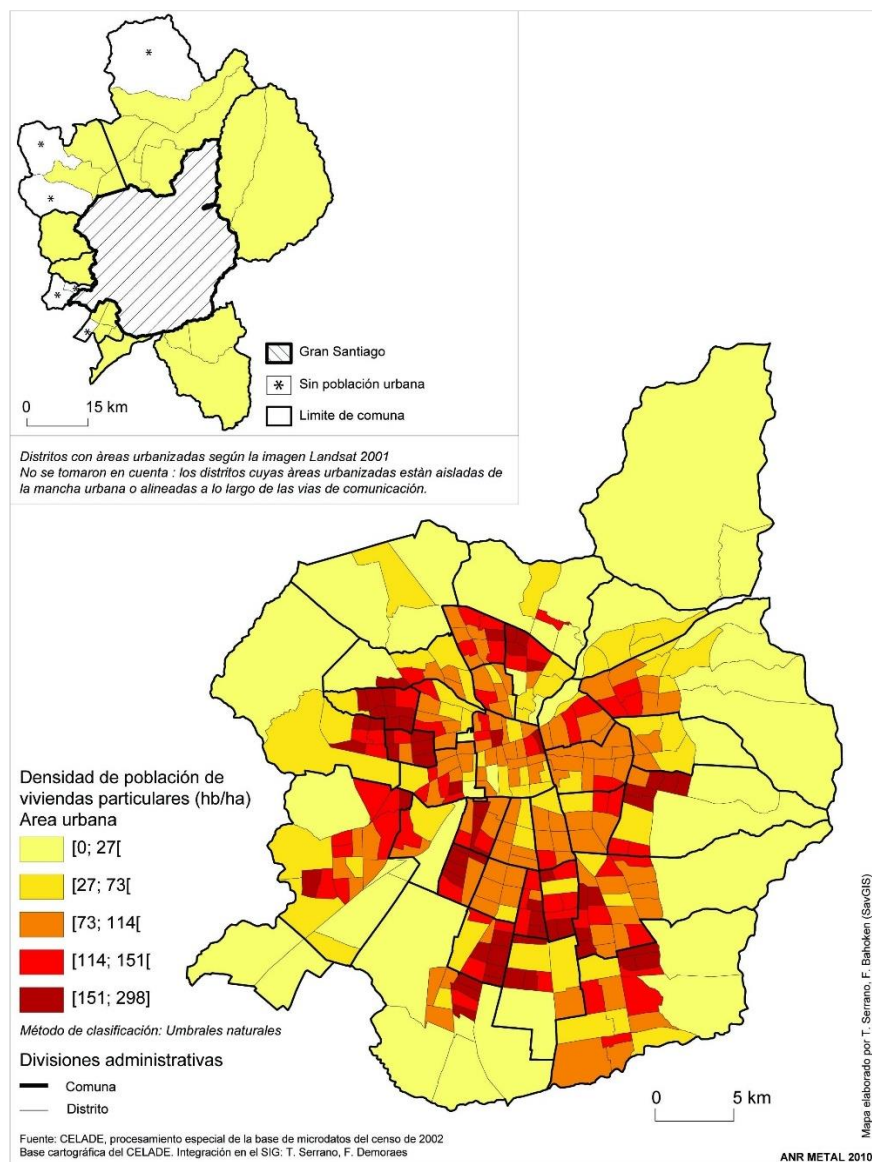 *
*
*
*
*
*
Gran Santiago
* Sin población urbana
Limite de comuna
0 15 km
Distritos con àreas urbanizadas según la imagen Landsat 2001
No se tomaron en cuenta : los distritos cuyas àreas urbanizadas estàn aisladas de
la mancha urbana o alineadas a lo largo de las vias de comunicación.
Densidad de población de
viviendas particulares (hb/ha)
Area urbana
[0; 27[
[27; 73[
[73; 114[
[114; 151[
[151; 298]
Método de clasificación: Umbrales naturales
Divisiones administrativas
Comuna
Distrito
0 5 km
Fuente: CELADE, procesamiento especial de la base de microdatos del censo de 2002
Base cartográfica del CELADE. Integración en el SIG: T. Serrano, F. Demoraes
Mapa elaborado por T. Serrano, F. Bahoken (SavGIS)
ANR METAL 2010